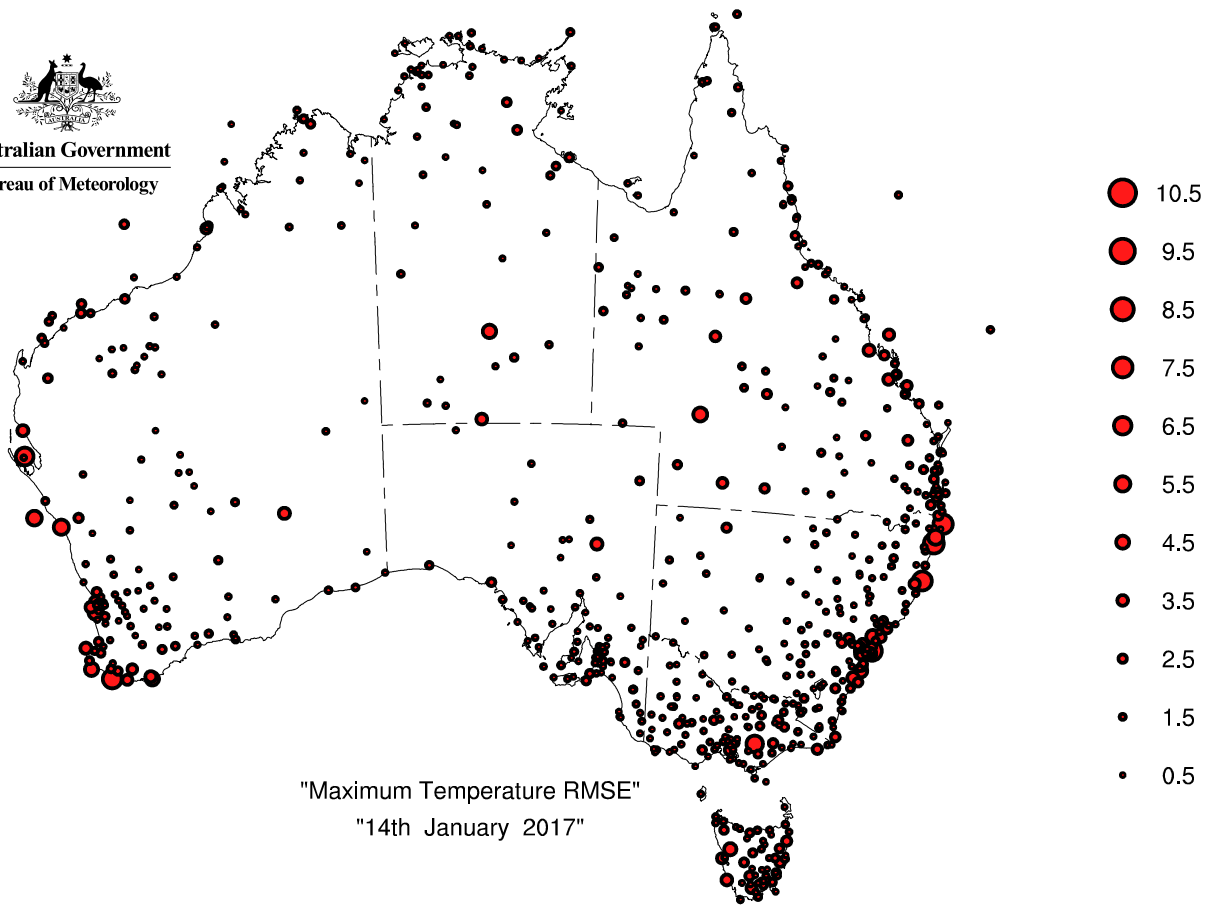 AUSTRALIA
tralian Government
reau of Meteorology
10.5
9.5
8.5
7.5
6.5
5.5
4.5
3.5
2.5
1.5
0.5
"Maximum Temperature RMSE"
"14th January 2017"